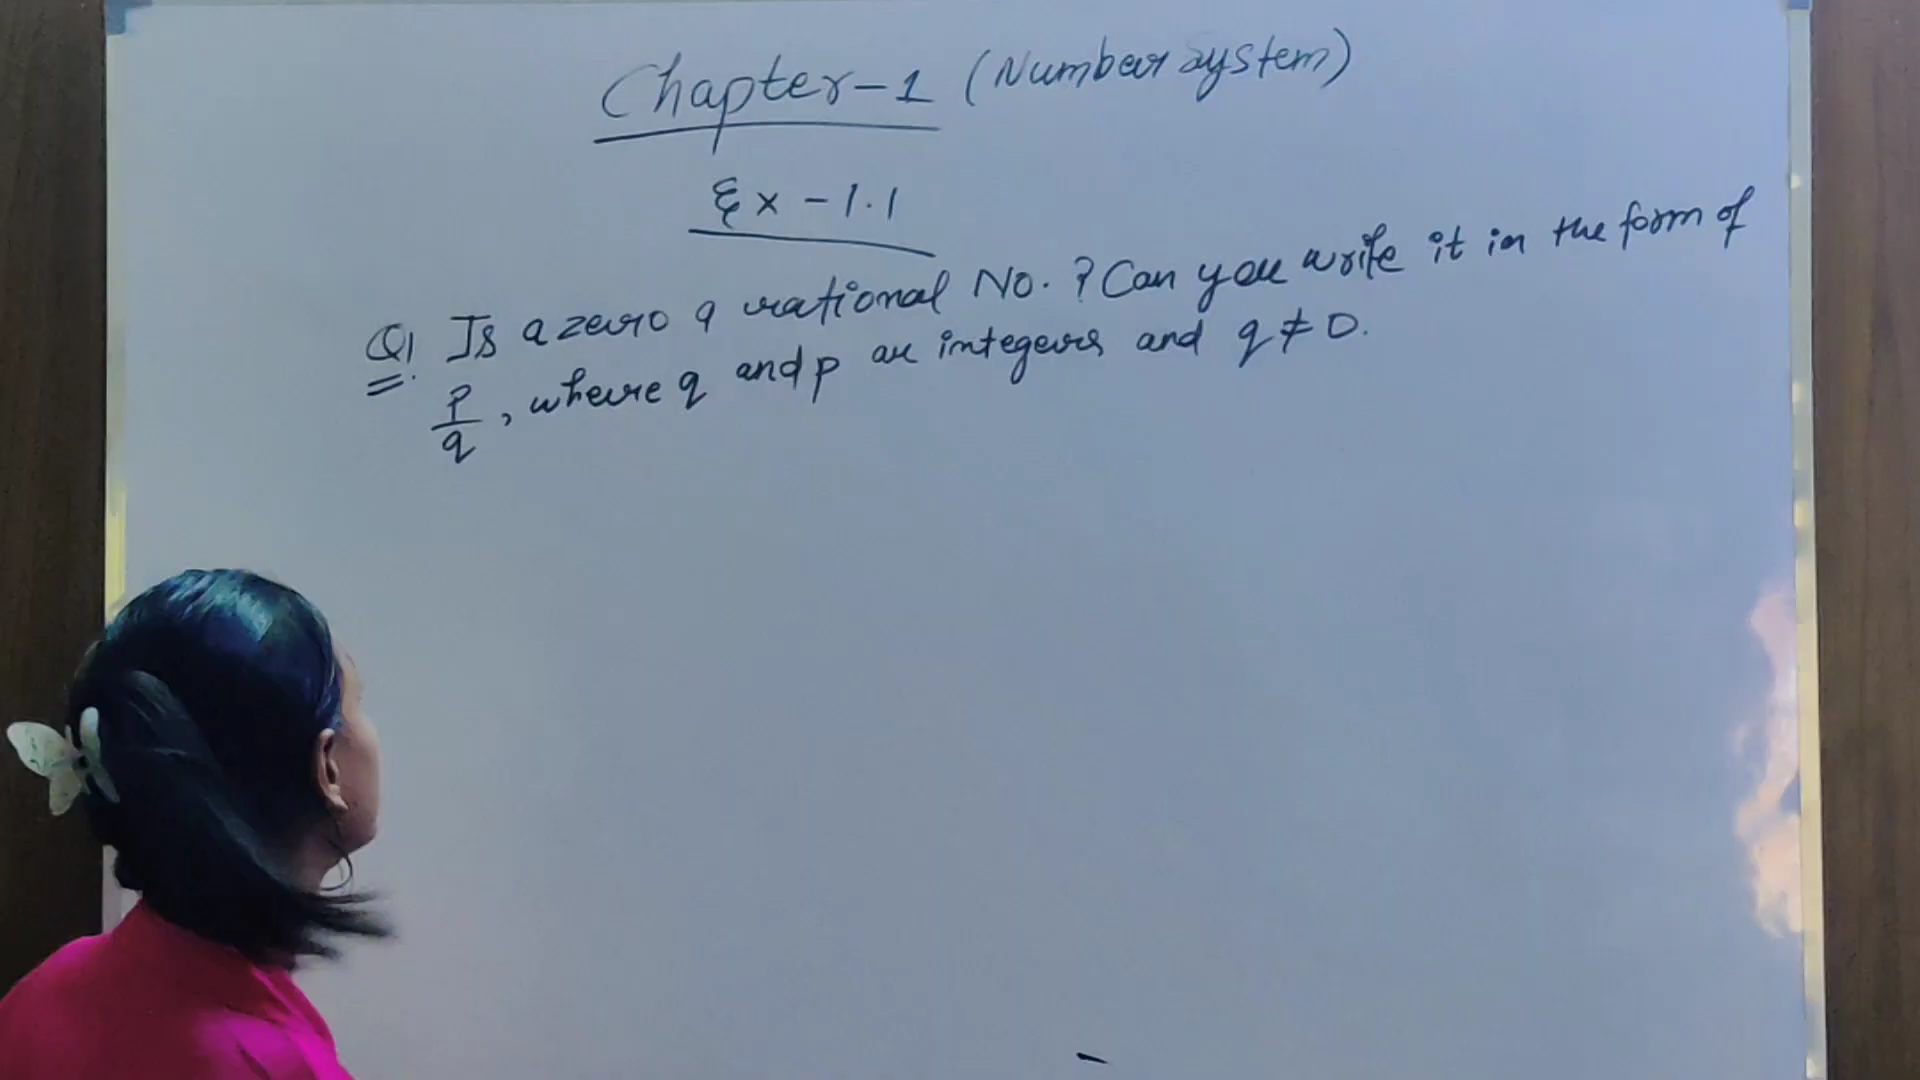 Chapter-1 (Number system)
Ex - 1.1
Q1. Is a zero a rational No. ? Can you write it in the form of
p/q, where q and p are integers and q ≠ 0.